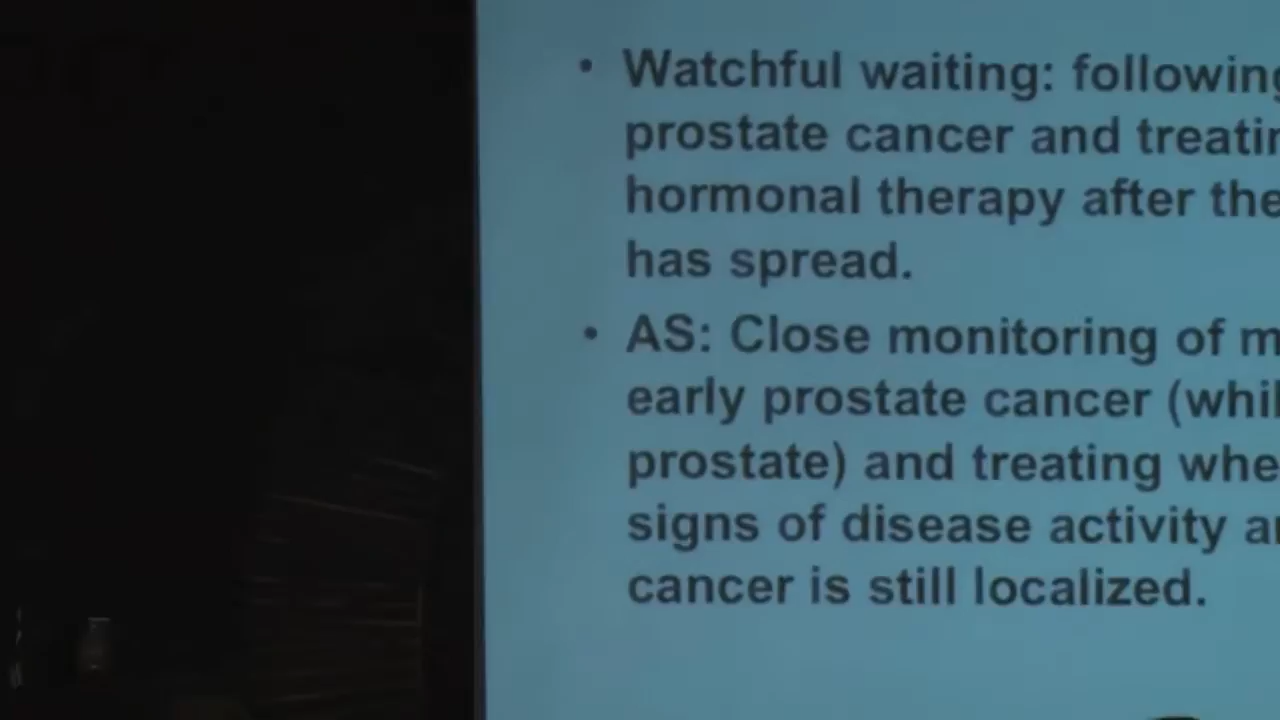 • Watchful waiting: following
prostate cancer and treatin
hormonal therapy after the
has spread.
• AS: Close monitoring of m
early prostate cancer (whil
prostate) and treating whe
signs of disease activity a
cancer is still localized.